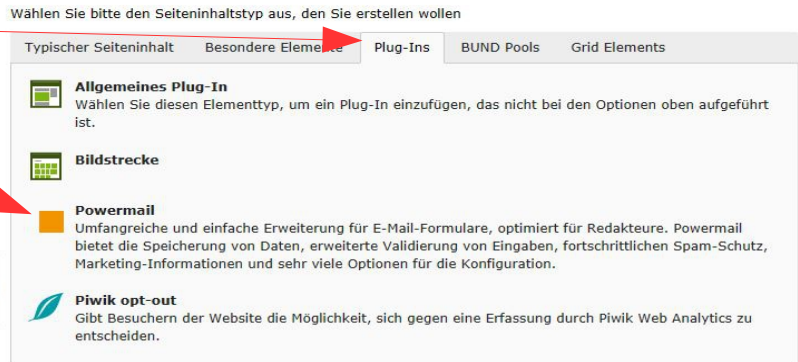 Wählen Sie bitte den Seiteninhaltstyp aus, den Sie erstellen wollen
Typischer Seiteninhalt Besondere Elemente Plug-Ins BUND Pools Grid Elements
Allgemeines Plug-In
Wählen Sie diesen Elementtyp, um ein Plug-In einzufügen, das nicht bei den Optionen oben aufgeführt
ist.
Bildstrecke
Powermail
Umfangreiche und einfache Erweiterung für E-Mail-Formulare, optimiert für Redakteure. Powermail
bietet die Speicherung von Daten, erweiterte Validierung von Eingaben, fortschrittlichen Spam-Schutz,
Marketing-Informationen und sehr viele Optionen für die Konfiguration.
Piwik opt-out
Gibt Besuchern der Website die Möglichkeit, sich gegen eine Erfassung durch Piwik Web Analytics zu
entscheiden.